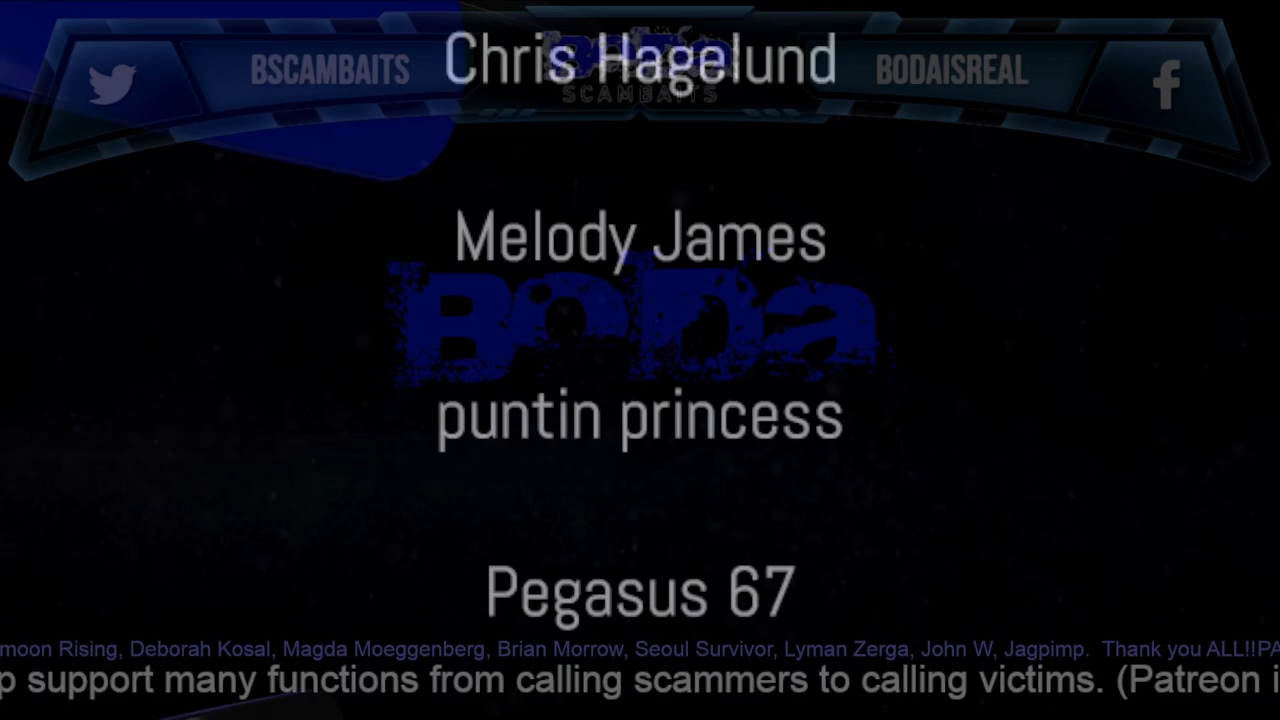 BSCAMBAITS
Chris Hagelund
BODAISREAL
BODa
SCAMBAITS
Melody James
BODa
puntin princess
Pegasus 67
moon Rising, Deborah Kosal, Magda Moeggenberg, Brian Morrow, Seoul Survivor, Lyman Zerga, John W, Jagpimp. Thank you ALL!!PA
p support many functions from calling scammers to calling victims. (Patreon i